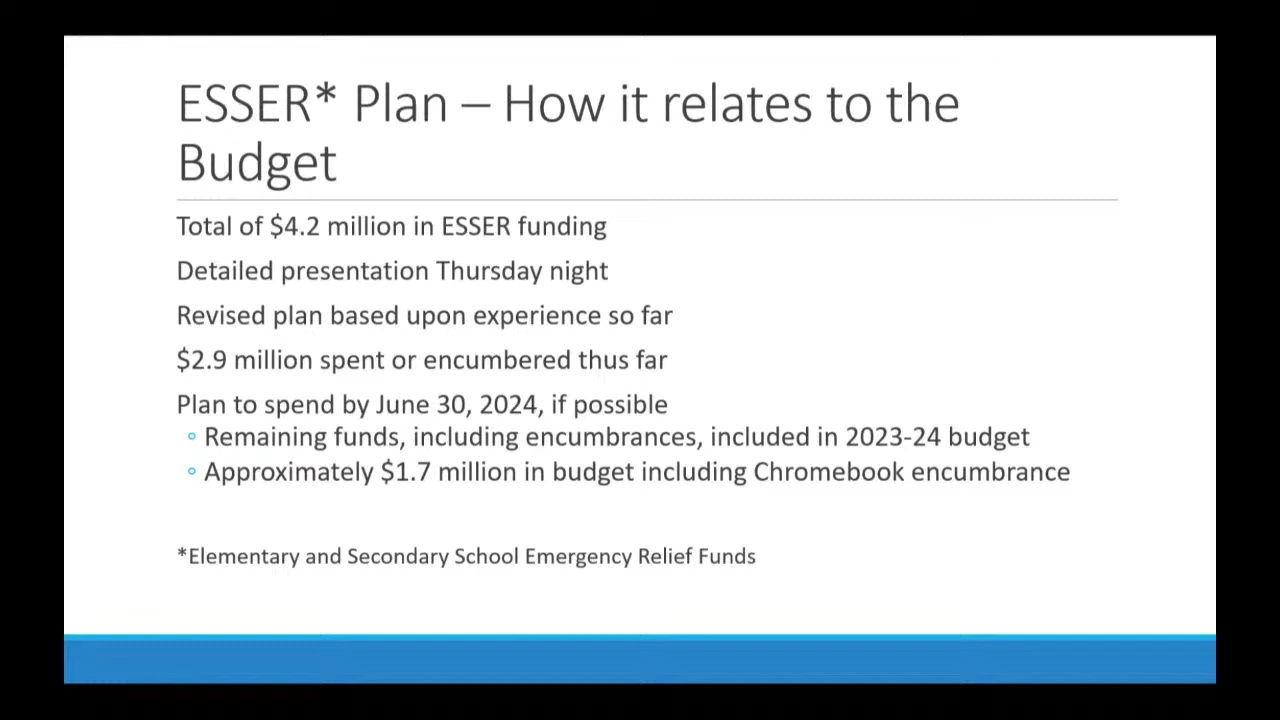 ESSER* Plan – How it relates to the
Budget
Total of $4.2 million in ESSER funding
Detailed presentation Thursday night
Revised plan based upon experience so far
$2.9 million spent or encumbered thus far
Plan to spend by June 30, 2024, if possible
◦ Remaining funds, including encumbrances, included in 2023-24 budget
◦ Approximately $1.7 million in budget including Chromebook encumbrance
*Elementary and Secondary School Emergency Relief Funds